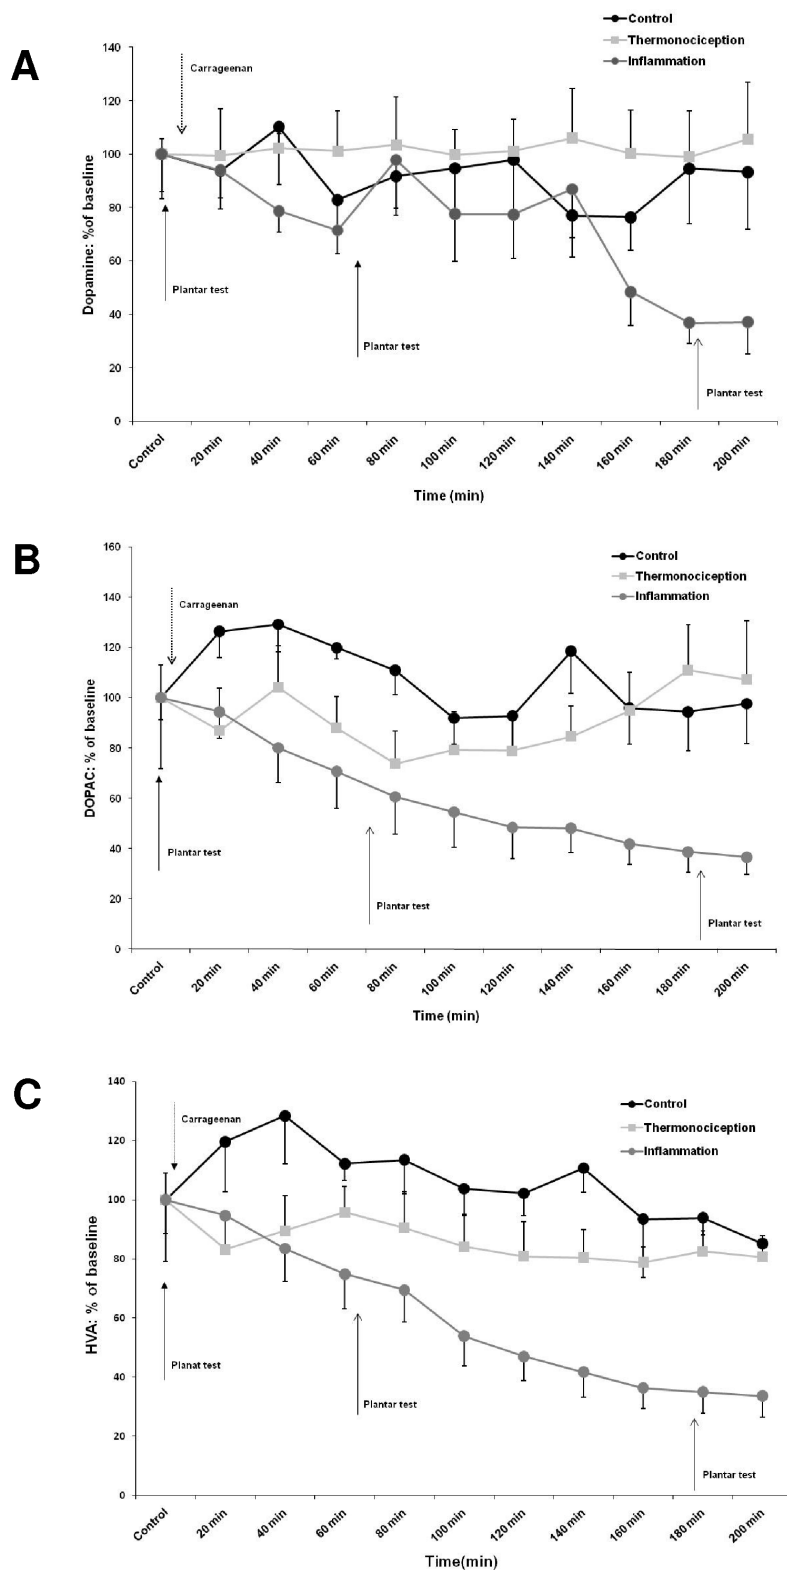 A
Control
Thermonociception
Inflammation
140
120
100
80
60
40
20
0
Dopamine: %of baseline
Carrageenan
Plantar test
Plantar test
Plantar test
Control
20 min
40 min
60 min
80 min
100 min
120 min
140 min
160 min
180 min
200 min
Time (min)
B
Control
Thermonociception
Inflammation
160
140
120
100
80
60
40
20
0
DOPAC: % of baseline
Carrageenan
Plantar test
Plantar test
Plantar test
Control
20 min
40 min
60 min
80 min
100 min
120 min
140 min
160 min
180 min
200 min
Time (min)
C
Control
Thermonociception
Inflammation
140
120
100
80
60
40
20
0
HVA: % of baseline
Carrageenan
Planat test
Plantar test
Plantar test
Control
20 min
40 min
60 min
80 min
100 min
120 min
140 min
160 min
180 min
200 min
Time(min)